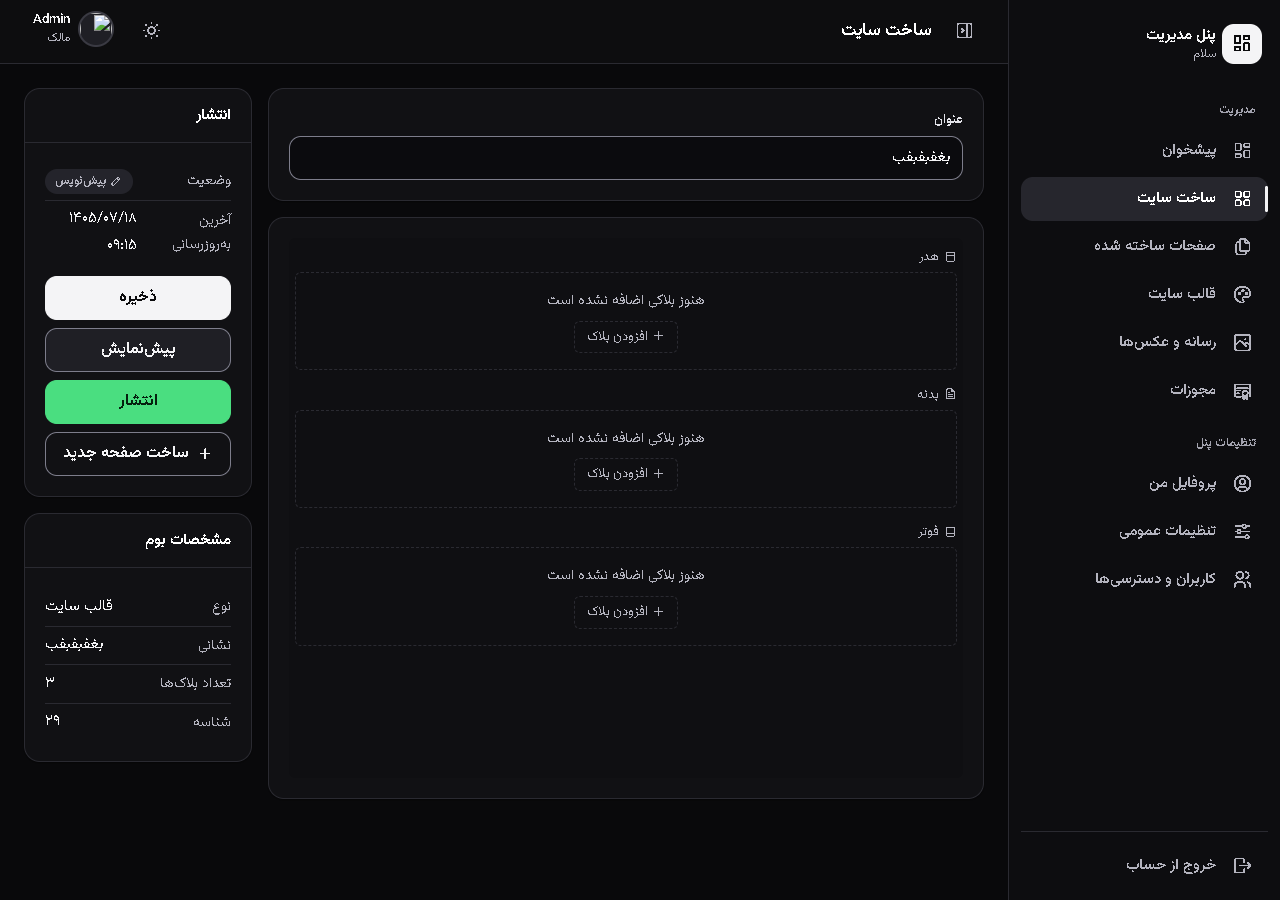 پنل مدیریت
سلام
مدیریت
پیشخوان
ساخت سایت
صفحات ساخته شده
قالب سایت
رسانه و عکس‌ها
مجوزات
تنظیمات پنل
پروفایل من
تنظیمات عمومی
کاربران و دسترسی‌ها
خروج از حساب
ساخت سایت
Admin
مالک
عنوان
بغفبفبفب
هدر
هنوز بلاکی اضافه نشده است
+ افزودن بلاک
بدنه
هنوز بلاکی اضافه نشده است
+ افزودن بلاک
فوتر
هنوز بلاکی اضافه نشده است
+ افزودن بلاک
انتشار
وضعیت پیش‌نویس
آخرین ۱۴۰۵/۰۷/۱۸
به‌روزرسانی ۰۹:۱۵
ذخیره
پیش‌نمایش
انتشار
+ ساخت صفحه جدید
مشخصات بوم
نوع قالب سایت
نشانی بغفبفبفب
تعداد بلاک‌ها ۳
شناسه ۲۹